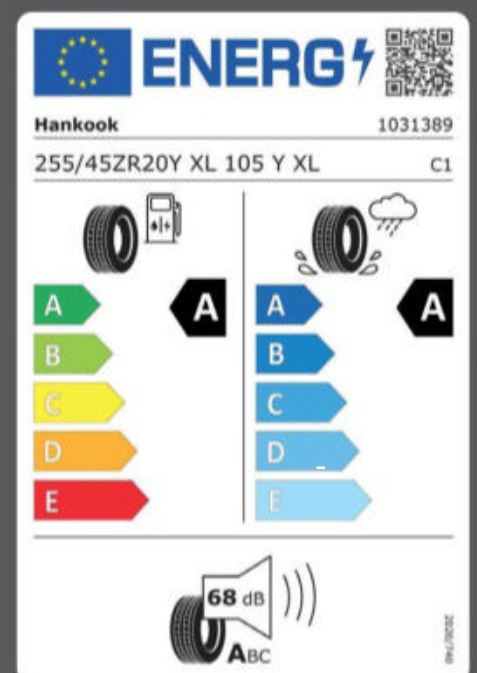 ENERG
Hankook 1031389
255/45ZR20Y XL 105 Y XL C1
A A A A
B B
C C
D D
E E
68 dB
ABC
2020/740